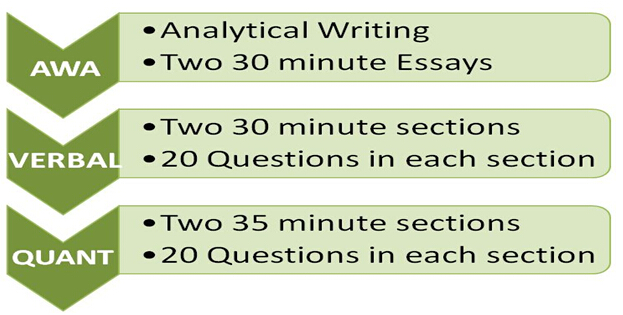 AWA
•Analytical Writing
•Two 30 minute Essays
VERBAL
•Two 30 minute sections
•20 Questions in each section
QUANT
•Two 35 minute sections
•20 Questions in each section